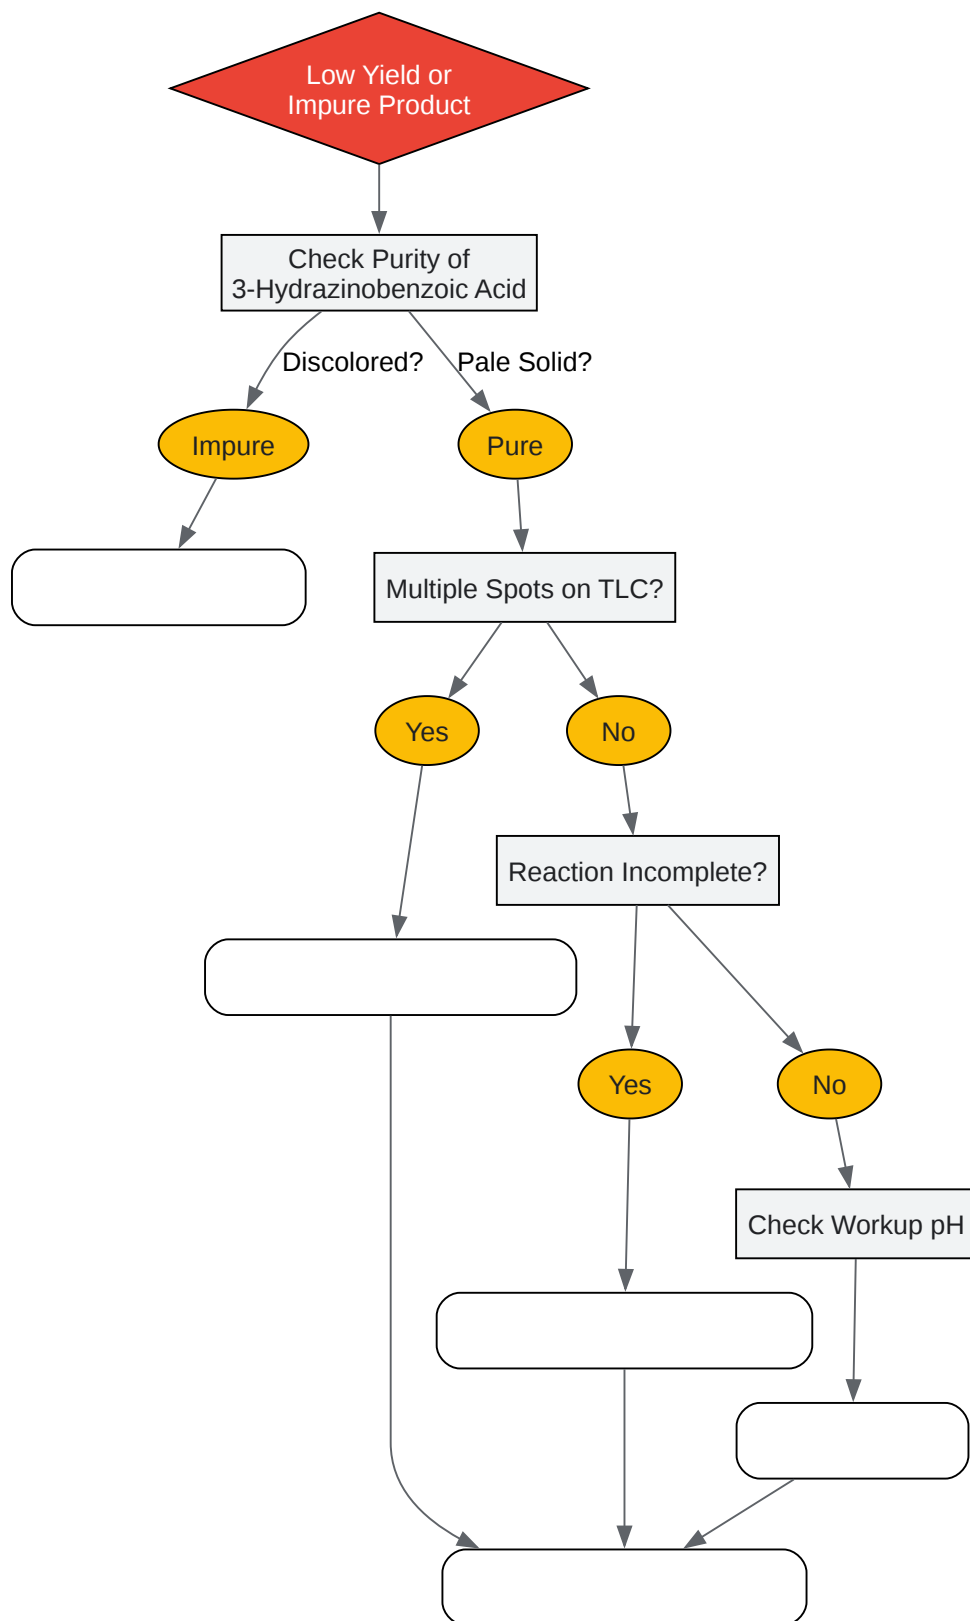 Low Yield or
Impure Product
Check Purity of
3-Hydrazinobenzoic Acid
Discolored?
Pale Solid?
Impure
Pure
Multiple Spots on TLC?
Yes
No
Reaction Incomplete?
Yes
No
Check Workup pH